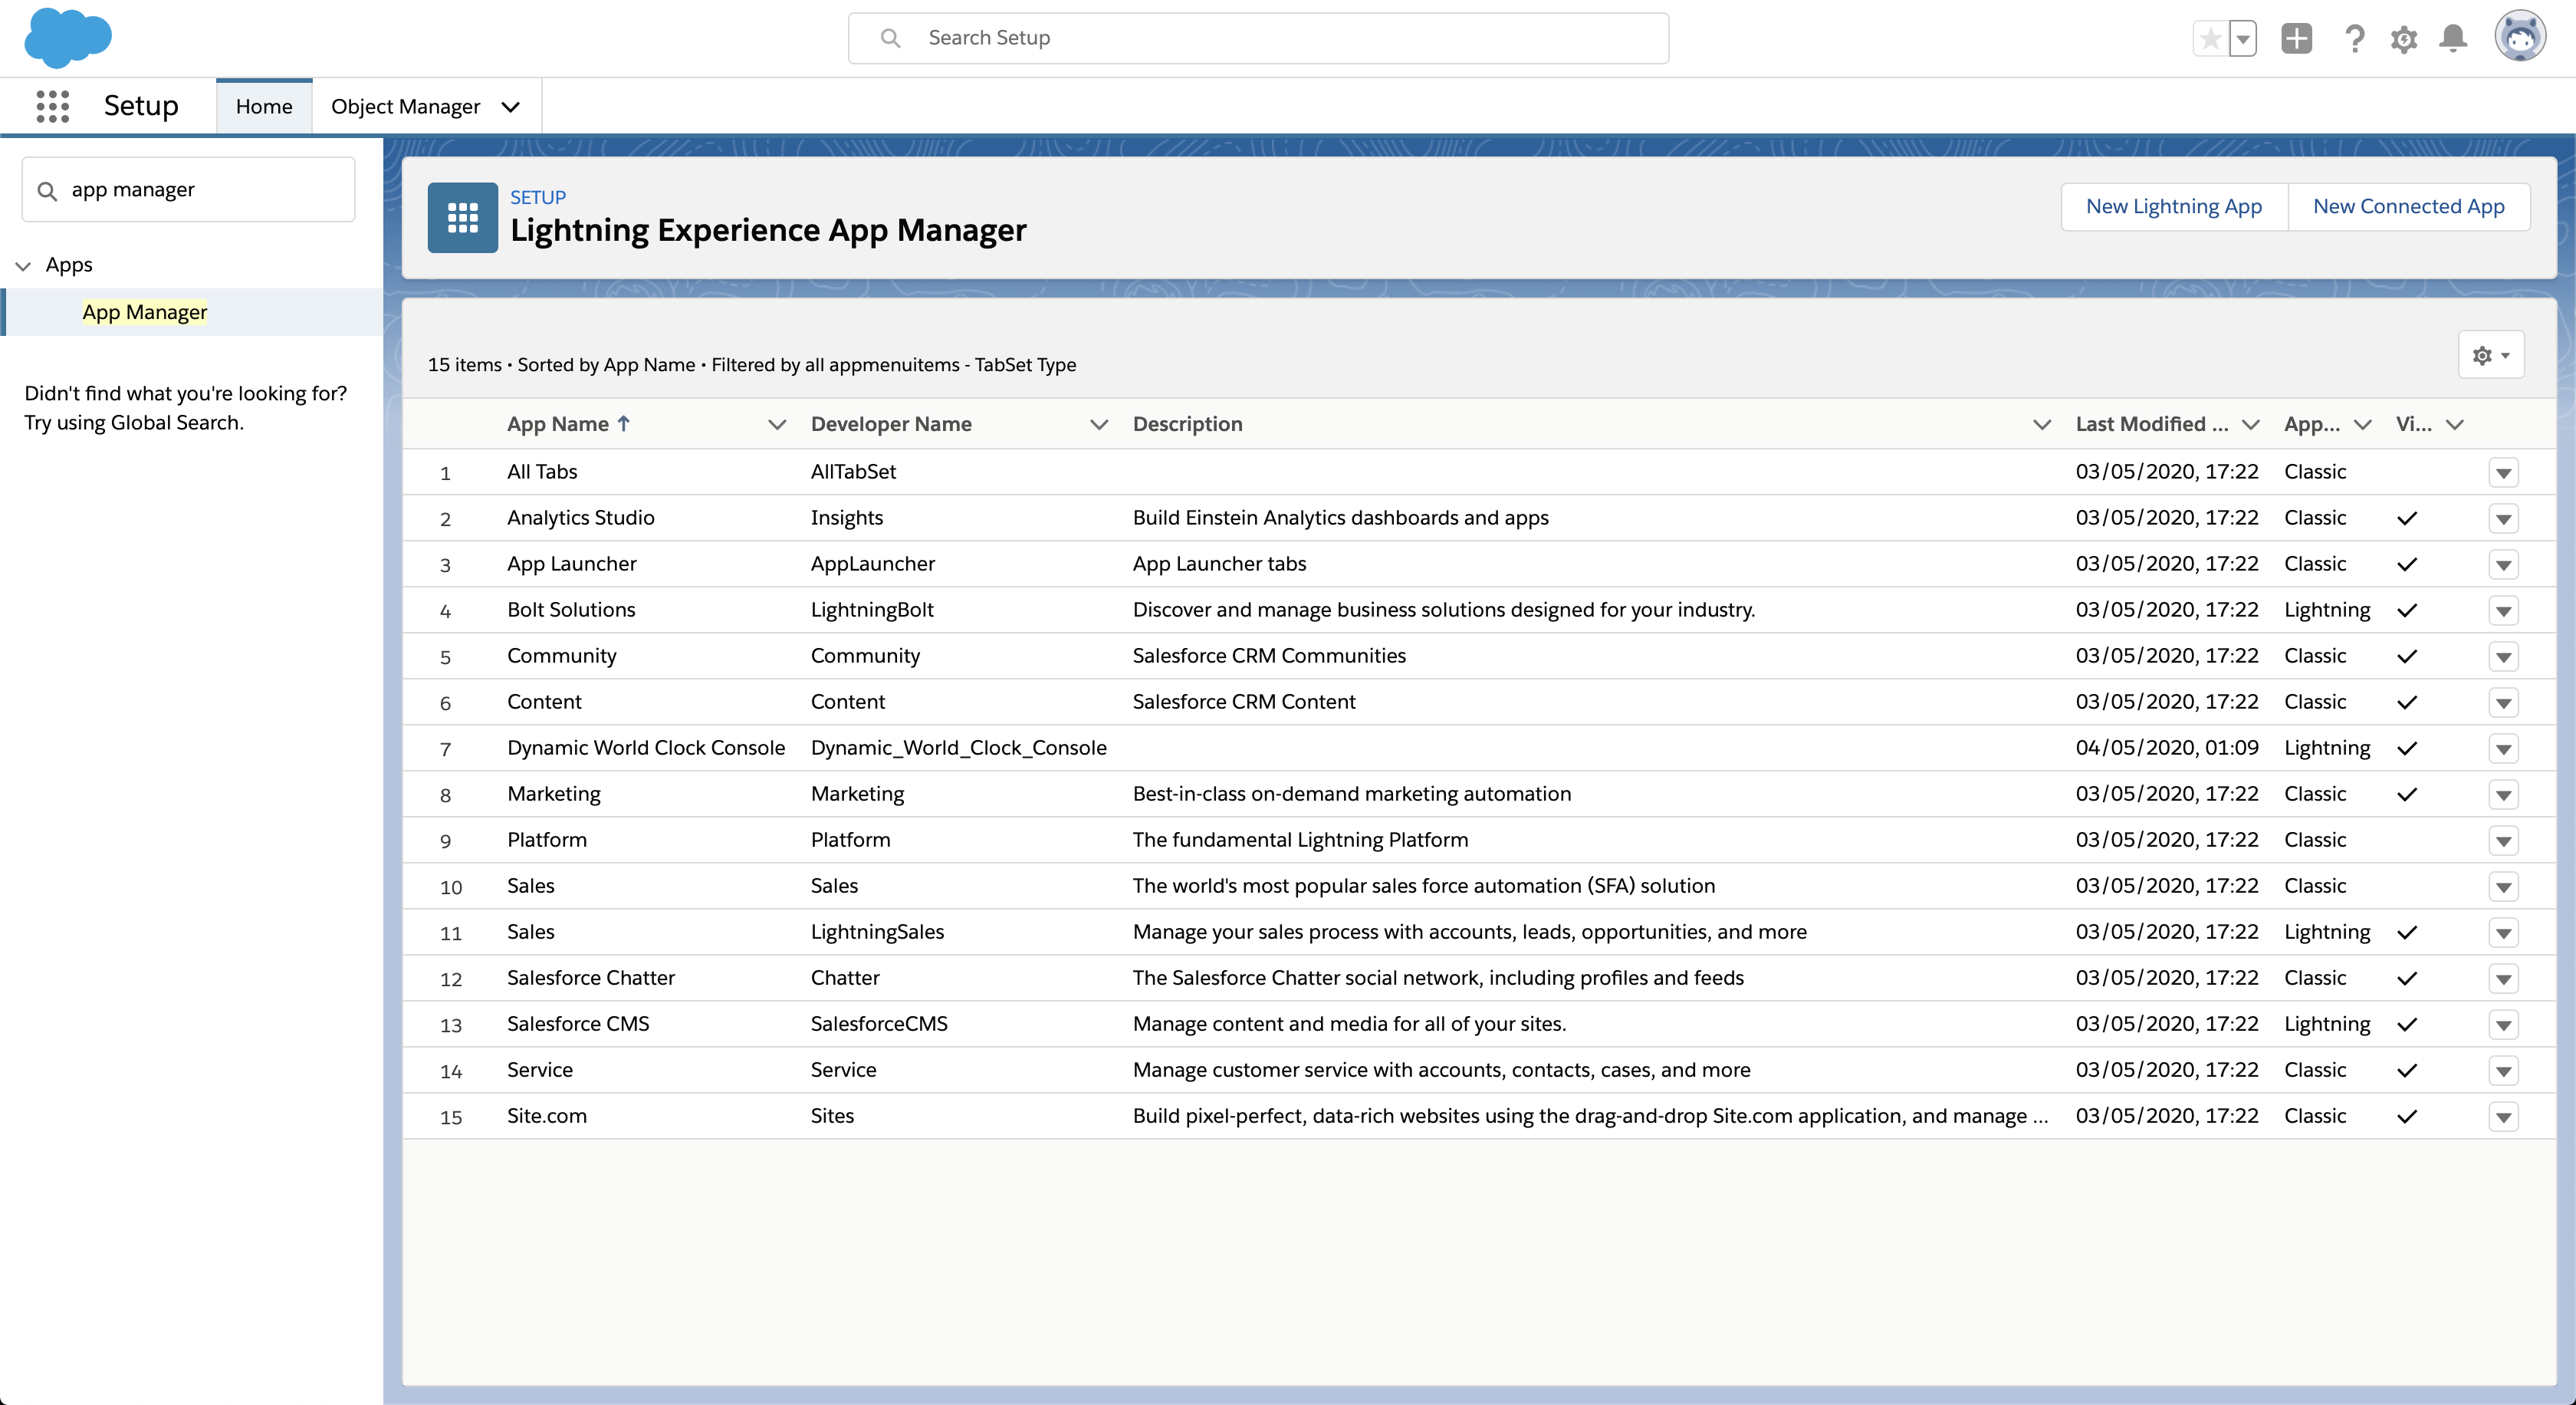 Search Setup
Setup
Home
Object Manager
app manager
Apps
App Manager
Didn't find what you're looking for?
Try using Global Search.
SETUP
Lightning Experience App Manager
New Lightning App
New Connected App
15 items • Sorted by App Name • Filtered by all appmenuitems - TabSet Type
App Name Developer Name Description Last Modified ... App... Vi...
1 All Tabs AllTabSet 03/05/2020, 17:22 Classic
2 Analytics Studio Insights Build Einstein Analytics dashboards and apps 03/05/2020, 17:22 Classic
3 App Launcher AppLauncher App Launcher tabs 03/05/2020, 17:22 Classic
4 Bolt Solutions LightningBolt Discover and manage business solutions designed for your industry. 03/05/2020, 17:22 Lightning
5 Community Community Salesforce CRM Communities 03/05/2020, 17:22 Classic
6 Content Content Salesforce CRM Content 03/05/2020, 17:22 Classic
7 Dynamic World Clock Console Dynamic_World_Clock_Console 04/05/2020, 01:09 Lightning
8 Marketing Marketing Best-in-class on-demand marketing automation 03/05/2020, 17:22 Classic
9 Platform Platform The fundamental Lightning Platform 03/05/2020, 17:22 Classic
10 Sales Sales The world's most popular sales force automation (SFA) solution 03/05/2020, 17:22 Classic
11 Sales LightningSales Manage your sales process with accounts, leads, opportunities, and more 03/05/2020, 17:22 Lightning
12 Salesforce Chatter Chatter The Salesforce Chatter social network, including profiles and feeds 03/05/2020, 17:22 Classic
13 Salesforce CMS SalesforceCMS Manage content and media for all of your sites. 03/05/2020, 17:22 Lightning
14 Service Service Manage customer service with accounts, contacts, cases, and more 03/05/2020, 17:22 Classic
15 Site.com Sites Build pixel-perfect, data-rich websites using the drag-and-drop Site.com application, and manage ... 03/05/2020, 17:22 Classic